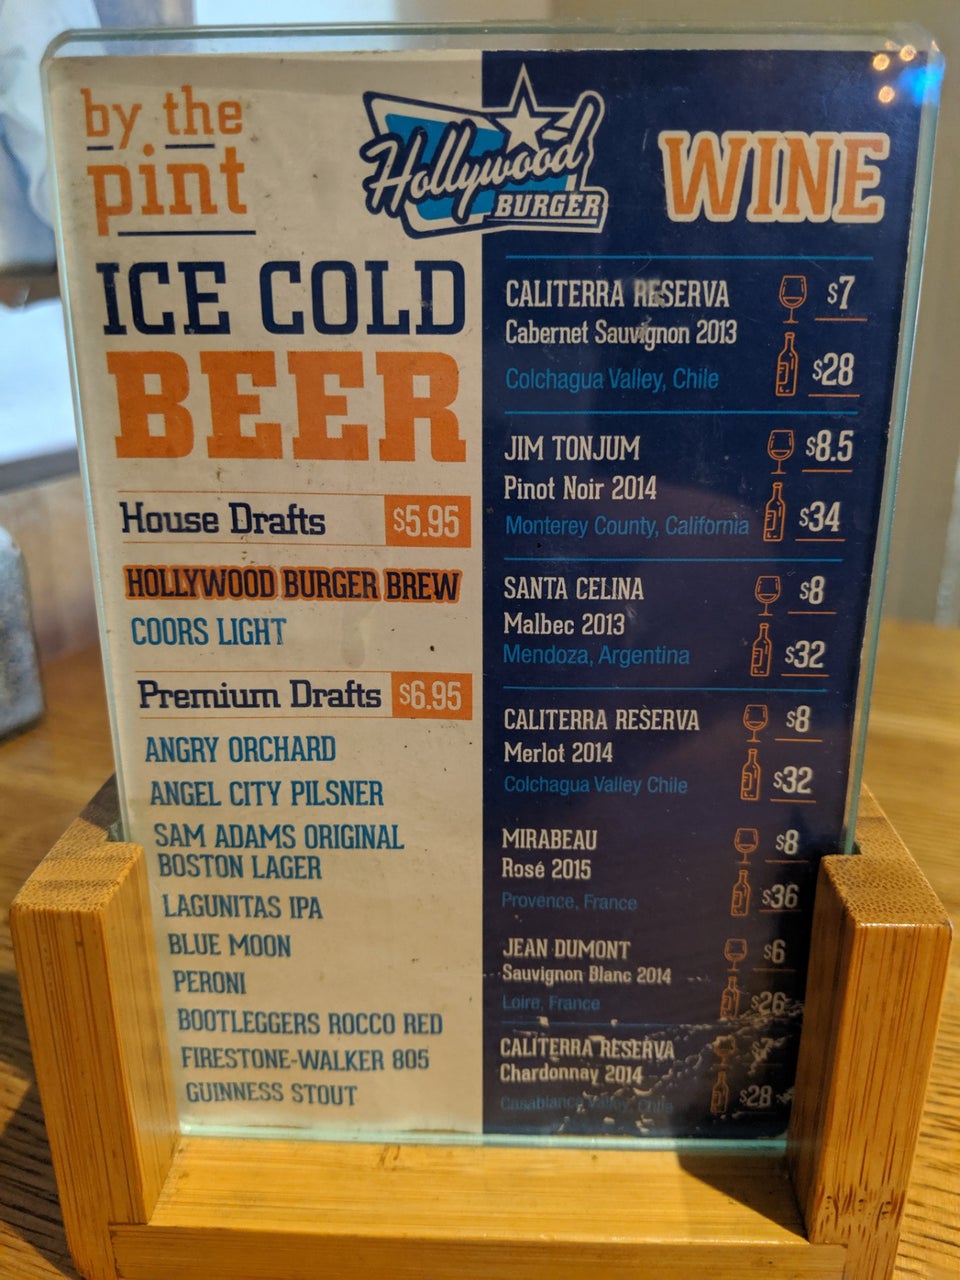 by the
pint
Hollywood
BURGER
ICE COLD
BEER
House Drafts $5.95
HOLLYWOOD BURGER BREW
COORS LIGHT
Premium Drafts $6.95
ANGRY ORCHARD
ANGEL CITY PILSNER
SAM ADAMS ORIGINAL
BOSTON LAGER
LAGUNITAS IPA
BLUE MOON
PERONI
BOOTLEGGERS ROCCO RED
FIRESTONE-WALKER 805
GUINNESS STOUT
WINE
CALITERRA RESERVA $7
Cabernet Sauvignon 2013
Colchagua Valley, Chile $28
JIM TONJUM $8.5
Pinot Noir 2014
Monterey County, California $34
SANTA CELINA $8
Malbec 2013
Mendoza, Argentina $32
CALITERRA RESERVA $8
Merlot 2014
Colchagua Valley Chile $32
MIRABEAU $8
Rosé 2015
Provence, France $36
JEAN DUMONT $6
Sauvignon Blanc 2014
Loire, France $26
CALITERRA RESERVA
Chardonnay 2014
Casablanca Valley, Chile $28